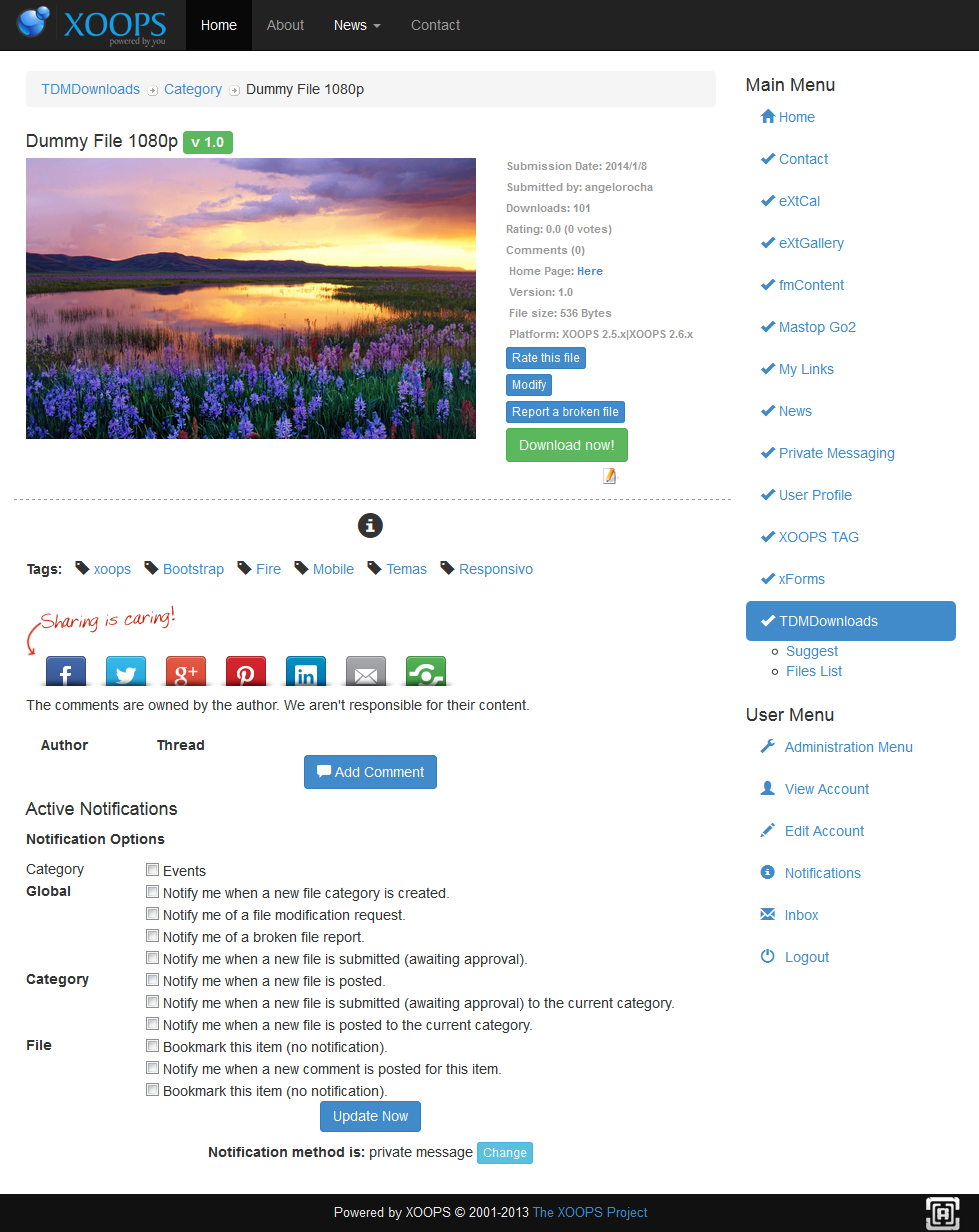 XOOPS
powered by you
Home About News Contact
TDMDownloads Category Dummy File 1080p
Dummy File 1080p v 1.0
Submission Date: 2014/1/8
Submitted by: angelorocha
Downloads: 101
Rating: 0.0 (0 votes)
Comments (0)
Home Page: Here
Version: 1.0
File size: 536 Bytes
Platform: XOOPS 2.5.x|XOOPS 2.6.x
Rate this file
Modify
Report a broken file
Download now!
Tags: xoops Bootstrap Fire Mobile Temas Responsivo
Sharing is caring!
The comments are owned by the author. We aren't responsible for their content.
Author Thread
Add Comment
Active Notifications
Notification Options
Category Events
Global Notify me when a new file category is created.
Notify me of a file modification request.
Notify me of a broken file report.
Notify me when a new file is submitted (awaiting approval).
Category Notify me when a new file is posted.
Notify me when a new file is submitted (awaiting approval) to the current category.
Notify me when a new file is posted to the current category.
File Bookmark this item (no notification).
Notify me when a new comment is posted for this item.
Bookmark this item (no notification).
Update Now
Notification method is: private message Change
Main Menu
Home
Contact
eXtCal
eXtGallery
fmContent
Mastop Go2
My Links
News
Private Messaging
User Profile
XOOPS TAG
xForms
TDMDownloads
Suggest
Files List
User Menu
Administration Menu
View Account
Edit Account
Notifications
Inbox
Logout
Powered by XOOPS © 2001-2013 The XOOPS Project